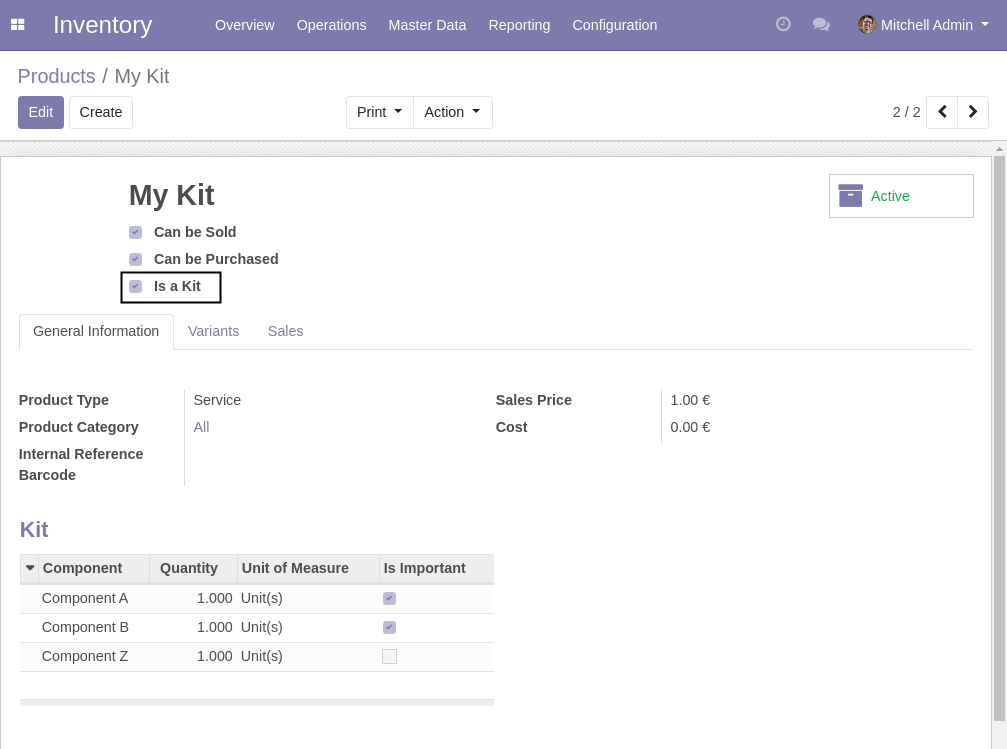 Inventory Overview Operations Master Data Reporting Configuration Mitchell Admin
Products / My Kit
Edit Create Print Action 2 / 2
My Kit
Active
Can be Sold
Can be Purchased
Is a Kit
General Information Variants Sales
Product Type Service Sales Price 1.00 €
Product Category All Cost 0.00 €
Internal Reference
Barcode
Kit
Component Quantity Unit of Measure Is Important
Component A 1.000 Unit(s)
Component B 1.000 Unit(s)
Component Z 1.000 Unit(s)